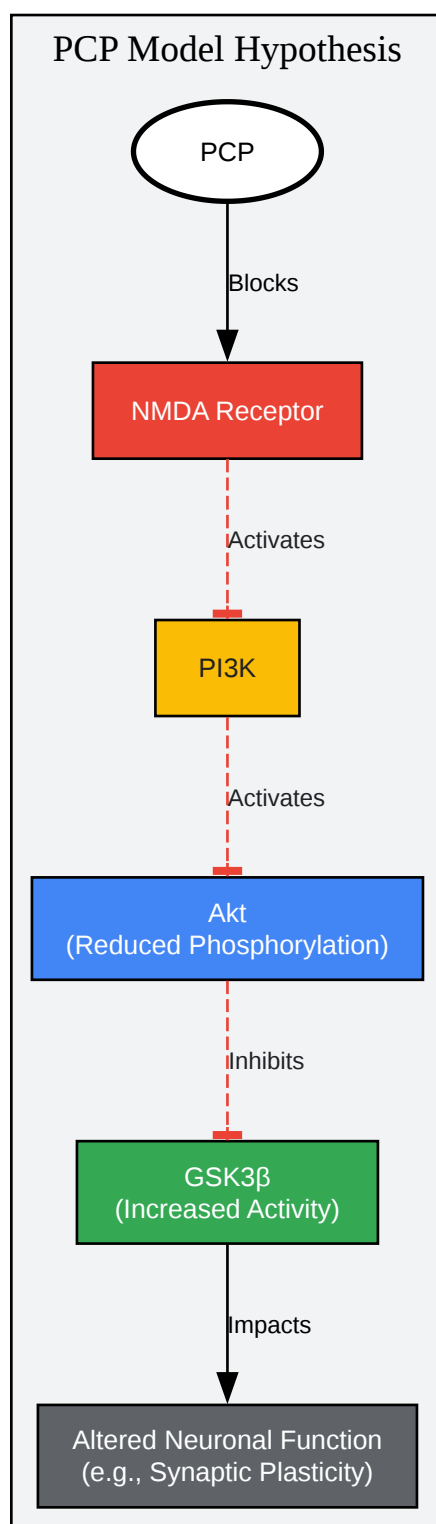 PCP Model Hypothesis
PCP
Blocks
NMDA Receptor
Activates
PI3K
Activates
Akt
(Reduced Phosphorylation)
Inhibits
GSK3β
(Increased Activity)
Impacts
Altered Neuronal Function
(e.g., Synaptic Plasticity)